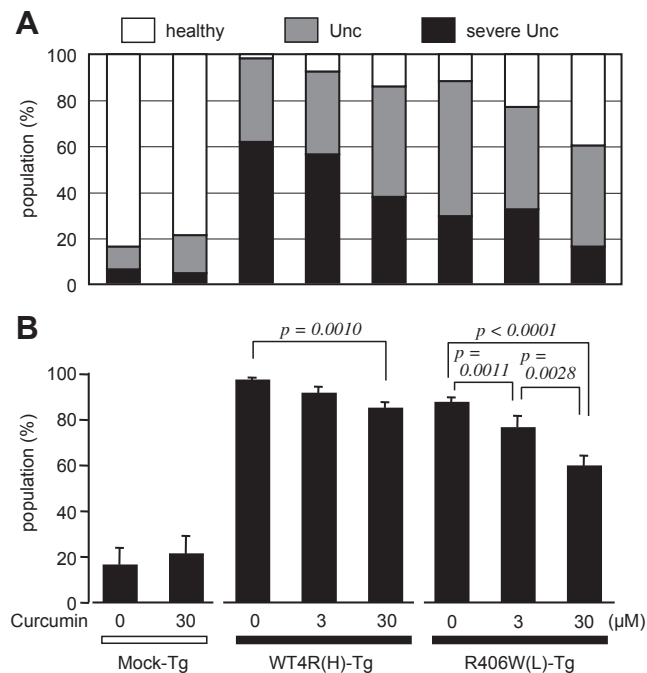 A
healthy Unc severe Unc
100
80
60
40
20
0
population (%)
B
p = 0.0010
p < 0.0001
p = p =
0.0011 0.0028
100
80
60
40
20
0
population (%)
Curcumin 0 30 0 3 30 0 3 30 (μM)
Mock-Tg WT4R(H)-Tg R406W(L)-Tg